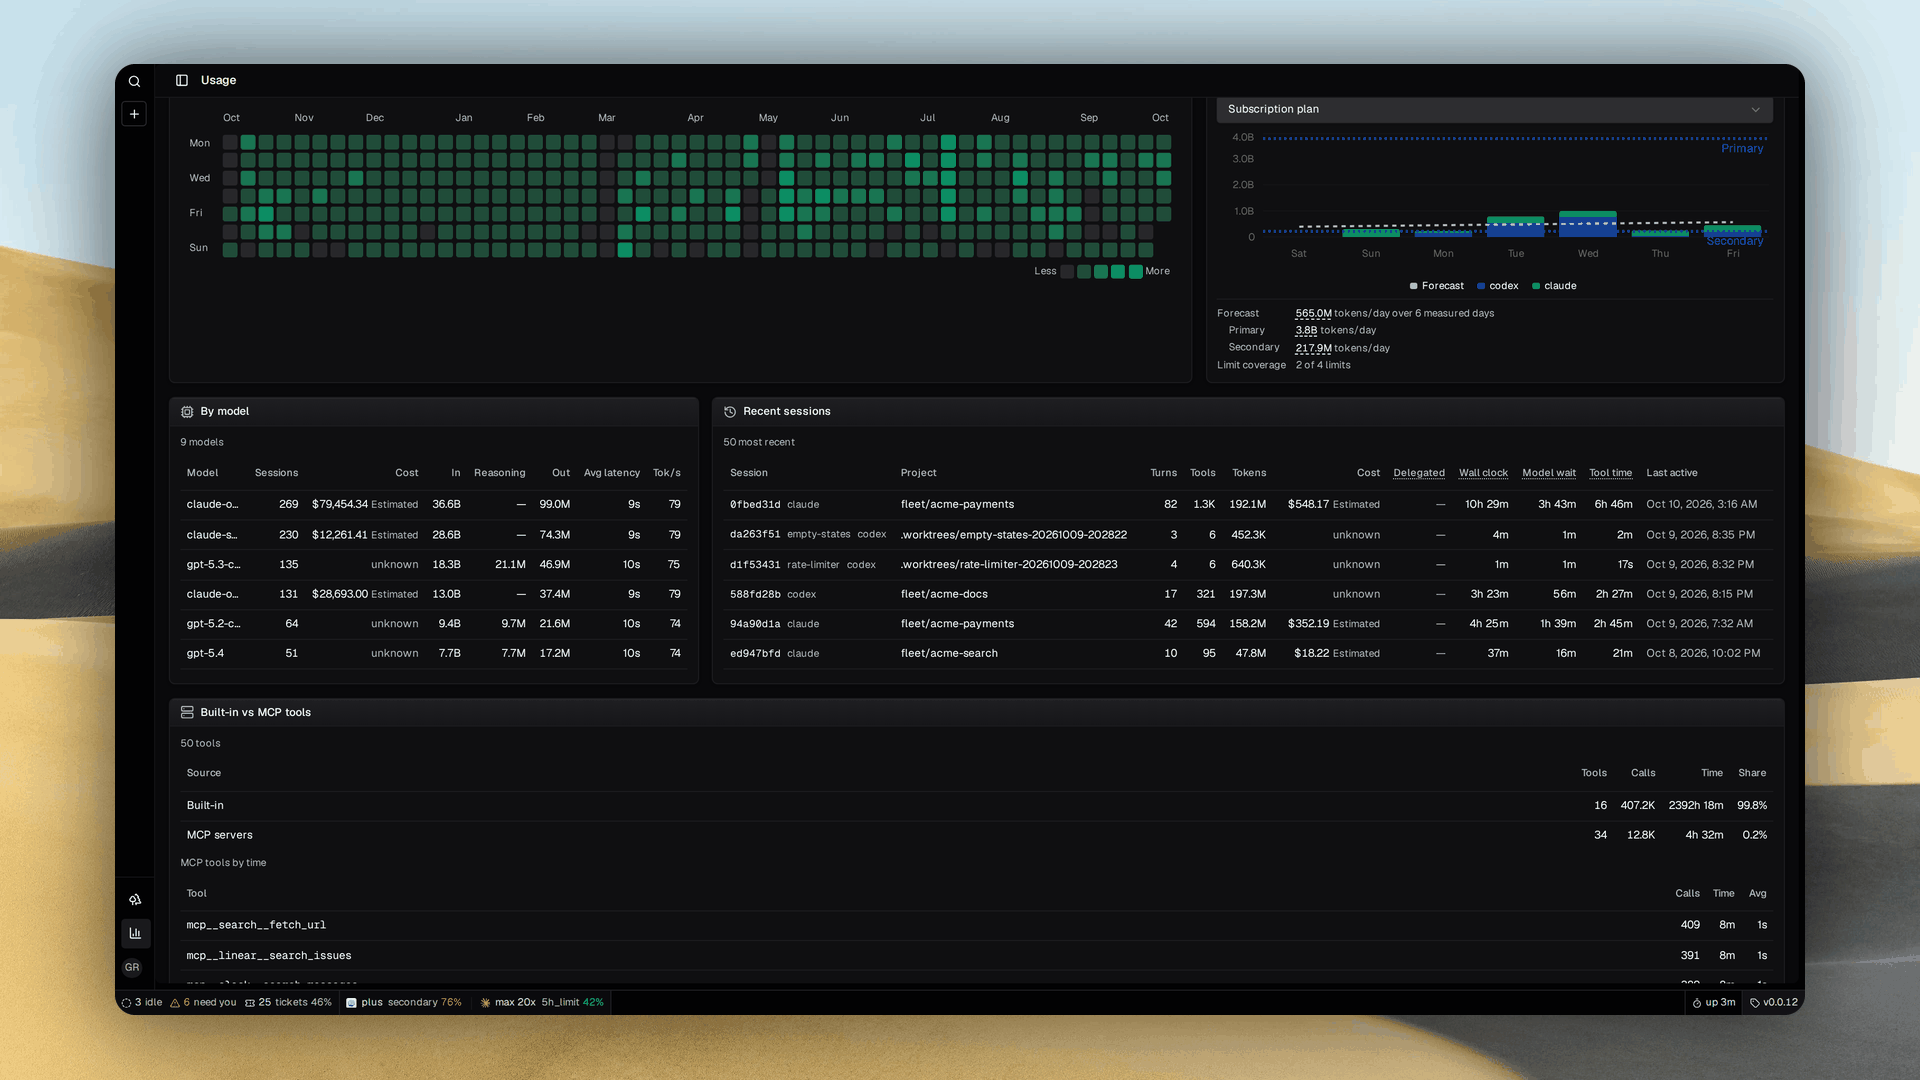 Usage
Oct Nov Dec Jan Feb Mar Apr May Jun Jul Aug Sep Oct
Mon
Wed
Fri
Sun
Less More
Subscription plan
4.0B
Primary
3.0B
2.0B
1.0B
0
Secondary
Sat Sun Mon Tue Wed Thu Fri
Forecast codex claude
Forecast 565.0M tokens/day over 6 measured days
Primary 3.8B tokens/day
Secondary 217.9M tokens/day
Limit coverage 2 of 4 limits
By model
9 models
Model Sessions Cost In Reasoning Out Avg latency Tok/s
claude-o... 269 $79,454.34 Estimated 36.6B — 99.0M 9s 79
claude-s... 230 $12,261.41 Estimated 28.6B — 74.3M 9s 79
gpt-5.3-c... 135 unknown 18.3B 21.1M 46.9M 10s 75
claude-o... 131 $28,693.00 Estimated 13.0B — 37.4M 9s 79
gpt-5.2-c... 64 unknown 9.4B 9.7M 21.6M 10s 74
gpt-5.4 51 unknown 7.7B 7.7M 17.2M 10s 74
Recent sessions
50 most recent
Session Project Turns Tools Tokens Cost Delegated Wall clock Model wait Tool time Last active
0fbed31d claude fleet/acme-payments 82 1.3K 192.1M $548.17 Estimated — 10h 29m 3h 43m 6h 46m Oct 10, 2026, 3:16 AM
da263f51 empty-states codex .worktrees/empty-states-20261009-202822 3 6 452.3K unknown — 4m 1m 2m Oct 9, 2026, 8:35 PM
d1f53431 rate-limiter codex .worktrees/rate-limiter-20261009-202823 4 6 640.3K unknown — 1m 1m 17s Oct 9, 2026, 8:32 PM
588fd28b codex fleet/acme-docs 17 321 197.3M unknown — 3h 23m 56m 2h 27m Oct 9, 2026, 8:15 PM
94a90d1a claude fleet/acme-payments 42 594 158.2M $352.19 Estimated — 4h 25m 1h 39m 2h 45m Oct 9, 2026, 7:32 AM
ed947bfd claude fleet/acme-search 10 95 47.8M $18.22 Estimated — 37m 16m 21m Oct 8, 2026, 10:02 PM
Built-in vs MCP tools
50 tools
Source Tools Calls Time Share
Built-in 16 407.2K 2392h 18m 99.8%
MCP servers 34 12.8K 4h 32m 0.2%
MCP tools by time
Tool Calls Time Avg
mcp__search__fetch_url 409 8m 1s
mcp__linear__search_issues 391 8m 1s
GR
3 idle 6 need you 25 tickets 46% plus secondary 76% max 20x 5h_limit 42% up 3m v0.0.12